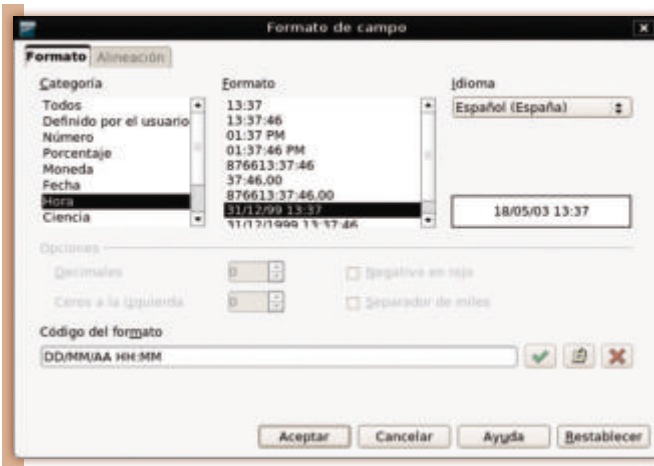 Formato de campo
Formato Alineación
Categoría
Todos
Definido por el usuario
Número
Porcentaje
Moneda
Fecha
Hora
Ciencia
Formato
13:37
13:37:46
01:37 PM
01:37:46 PM
876613:37:46
37:46,00
876613:37:46,00
31/12/99 13:37
31/12/1999 13:37:46
Idioma
Español (España)
18/05/03 13:37
Opciones
Decimales 0
Negativo en rojo
Ceros a la izquierda 0
Separador de miles
Código del formato
DD/MM/AA HH:MM
Aceptar Cancelar Ayuda Restablecer